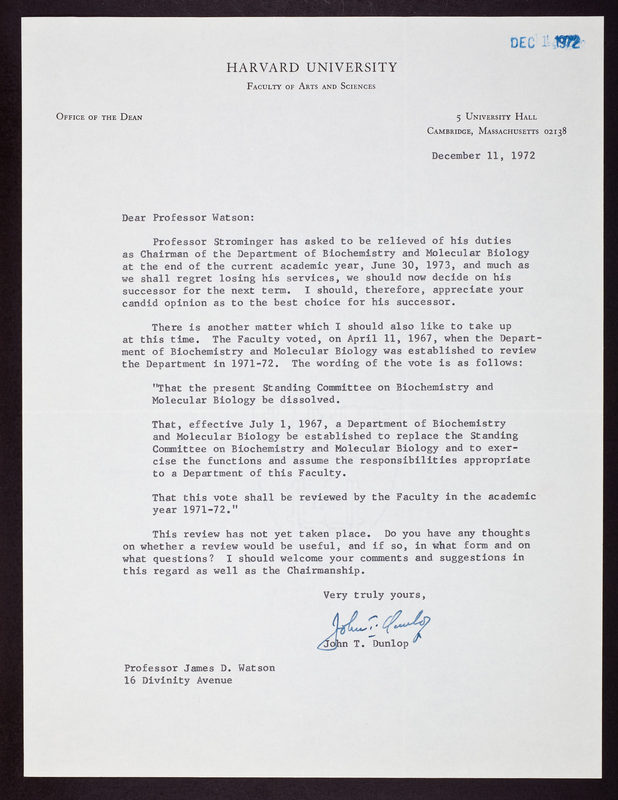 DEC 1 1972
HARVARD UNIVERSITY
Faculty of Arts and Sciences
Office of the Dean
5 University Hall
Cambridge, Massachusetts 02138
December 11, 1972
Dear Professor Watson:
Professor Strominger has asked to be relieved of his duties
as Chairman of the Department of Biochemistry and Molecular Biology
at the end of the current academic year, June 30, 1973, and much as
we shall regret losing his services, we should now decide on his
successor for the next term. I should, therefore, appreciate your
candid opinion as to the best choice for his successor.
There is another matter which I should also like to take up
at this time. The Faculty voted, on April 11, 1967, when the Depart-
ment of Biochemistry and Molecular Biology was established to review
the Department in 1971-72. The wording of the vote is as follows:
"That the present Standing Committee on Biochemistry and
Molecular Biology be dissolved.
That, effective July 1, 1967, a Department of Biochemistry
and Molecular Biology be established to replace the Standing
Committee on Biochemistry and Molecular Biology and to exer-
cise the functions and assume the responsibilities appropriate
to a Department of this Faculty.
That this vote shall be reviewed by the Faculty in the academic
year 1971-72."
This review has not yet taken place. Do you have any thoughts
on whether a review would be useful, and if so, in what form and on
what questions? I should welcome your comments and suggestions in
this regard as well as the Chairmanship.
Very truly yours,
John T. Dunlop
John T. Dunlop
Professor James D. Watson
16 Divinity Avenue